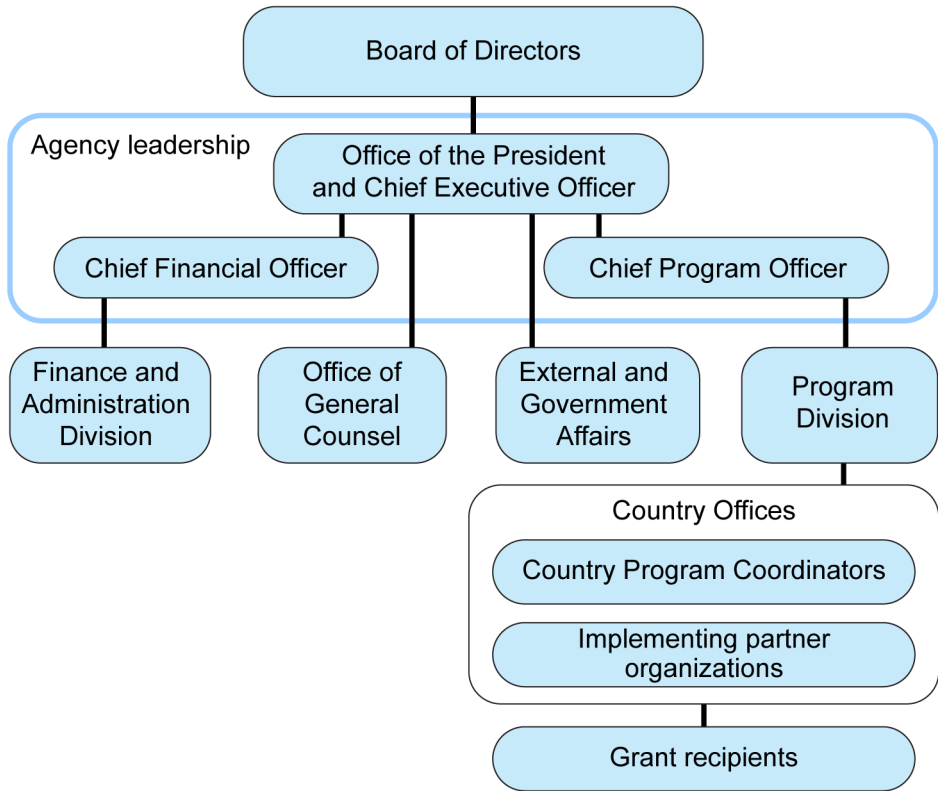 Board of Directors
Agency leadership
Office of the President
and Chief Executive Officer
Chief Financial Officer
Chief Program Officer
Finance and
Administration
Division
Office of
General
Counsel
External and
Government
Affairs
Program
Division
Country Offices
Country Program Coordinators
Implementing partner
organizations
Grant recipients